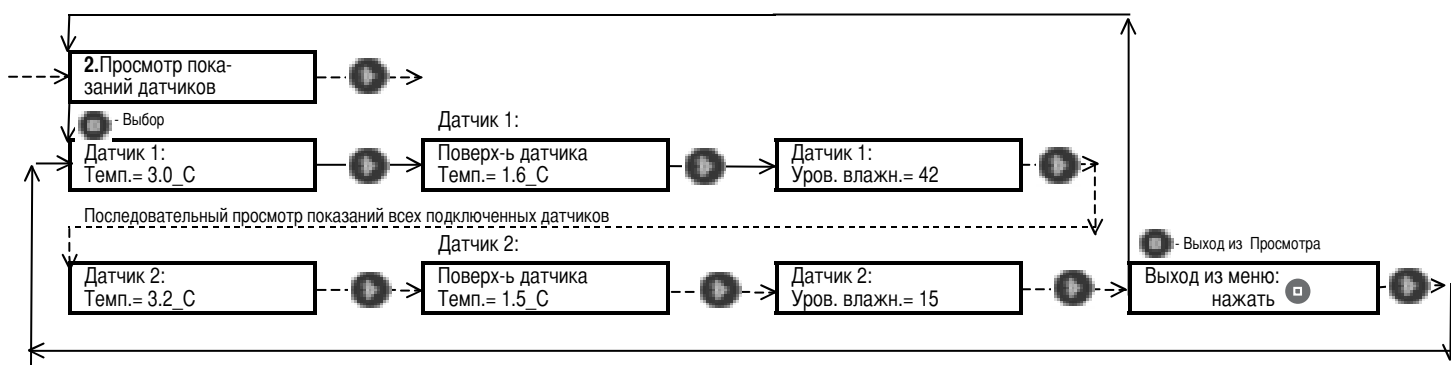 2.Просмотр пока-
заний датчиков
- Выбор
Датчик 1:
Датчик 1:
Темп.= 3.0_C
Поверх-ь датчика
Темп.= 1.6_C
Датчик 1:
Уров. влажн.= 42
Последовательный просмотр показаний всех подключенных датчиков
Датчик 2:
- Выход из Просмотра
Датчик 2:
Темп.= 3.2_C
Поверх-ь датчика
Темп.= 1.5_C
Датчик 2:
Уров. влажн.= 15
Выход из меню:
нажать